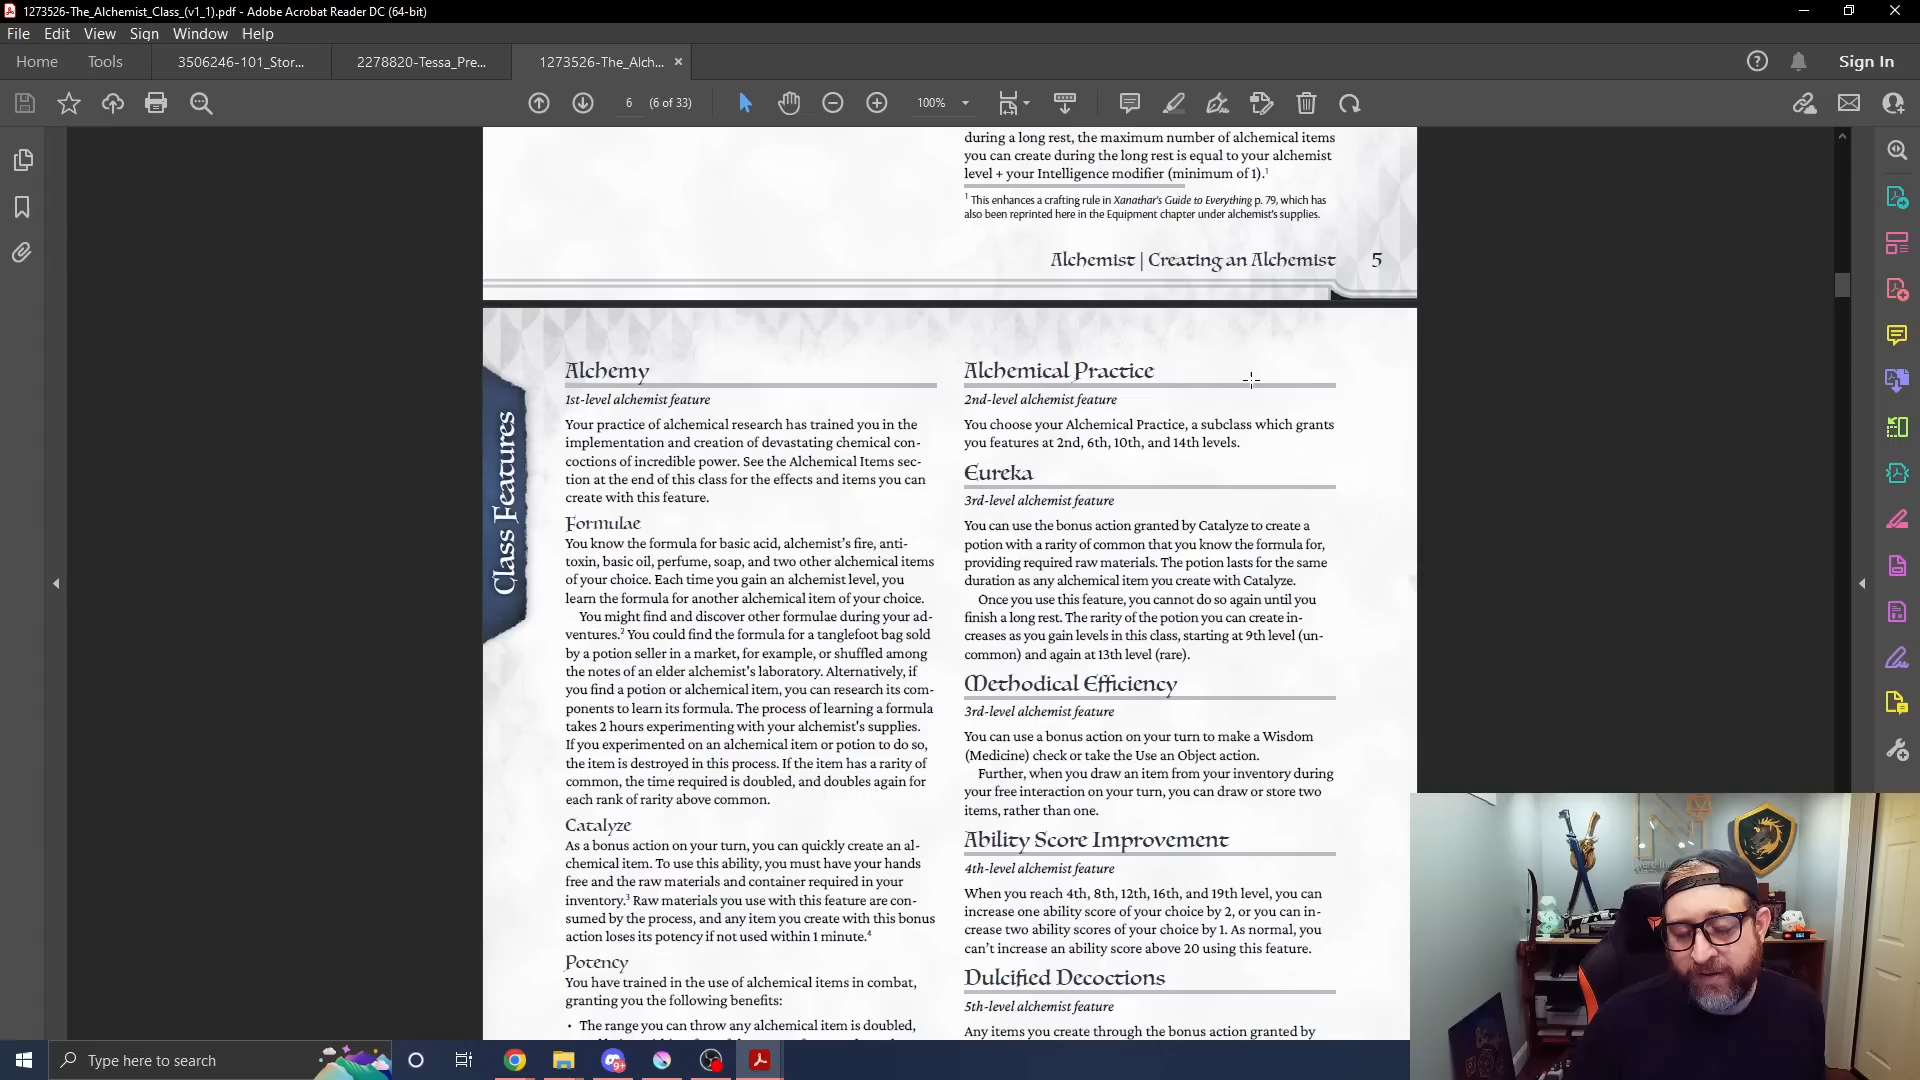 1273526-The_Alchemist_Class_(v1_1).pdf - Adobe Acrobat Reader DC (64-bit)
File Edit View Sign Window Help
Home Tools 3506246-101_Stor... 2278820-Tessa_Pre... 1273526-The_Alch... ×
Sign In
6 (6 of 33) 100%
during a long rest, the maximum number of alchemical items
you can create during the long rest is equal to your alchemist
level + your Intelligence modifier (minimum of 1).1
1 This enhances a crafting rule in Xanathar's Guide to Everything p. 79, which has
also been reprinted here in the Equipment chapter under alchemist's supplies.
Alchemist | Creating an Alchemist 5
Class Features
Alchemy
1st-level alchemist feature
Your practice of alchemical research has trained you in the
implementation and creation of devastating chemical con-
coctions of incredible power. See the Alchemical Items sec-
tion at the end of this class for the effects and items you can
create with this feature.
Formulae
You know the formula for basic acid, alchemist's fire, anti-
toxin, basic oil, perfume, soap, and two other alchemical items
of your choice. Each time you gain an alchemist level, you
learn the formula for another alchemical item of your choice.
You might find and discover other formulae during your ad-
ventures.2 You could find the formula for a tanglefoot bag sold
by a potion seller in a market, for example, or shuffled among
the notes of an elder alchemist's laboratory. Alternatively, if
you find a potion or alchemical item, you can research its com-
ponents to learn its formula. The process of learning a formula
takes 2 hours experimenting with your alchemist's supplies.
If you experimented on an alchemical item or potion to do so,
the item is destroyed in this process. If the item has a rarity of
common, the time required is doubled, and doubles again for
each rank of rarity above common.
Catalyze
As a bonus action on your turn, you can quickly create an al-
chemical item. To use this ability, you must have your hands
free and the raw materials and container required in your
inventory.3 Raw materials you use with this feature are con-
sumed by the process, and any item you create with this bonus
action loses its potency if not used within 1 minute.4
Potency
You have trained in the use of alchemical items in combat,
granting you the following benefits:
• The range you can throw any alchemical item is doubled,
Alchemical Practice
2nd-level alchemist feature
You choose your Alchemical Practice, a subclass which grants
you features at 2nd, 6th, 10th, and 14th levels.
Eureka
3rd-level alchemist feature
You can use the bonus action granted by Catalyze to create a
potion with a rarity of common that you know the formula for,
providing required raw materials. The potion lasts for the same
duration as any alchemical item you create with Catalyze.
Once you use this feature, you cannot do so again until you
finish a long rest. The rarity of the potion you can create in-
creases as you gain levels in this class, starting at 9th level (un-
common) and again at 13th level (rare).
Methodical Efficiency
3rd-level alchemist feature
You can use a bonus action on your turn to make a Wisdom
(Medicine) check or take the Use an Object action.
Further, when you draw an item from your inventory during
your free interaction on your turn, you can draw or store two
items, rather than one.
Ability Score Improvement
4th-level alchemist feature
When you reach 4th, 8th, 12th, 16th, and 19th level, you can
increase one ability score of your choice by 2, or you can in-
crease two ability scores of your choice by 1. As normal, you
can't increase an ability score above 20 using this feature.
Dulcified Decoctions
5th-level alchemist feature
Any items you create through the bonus action granted by
Type here to search
9+